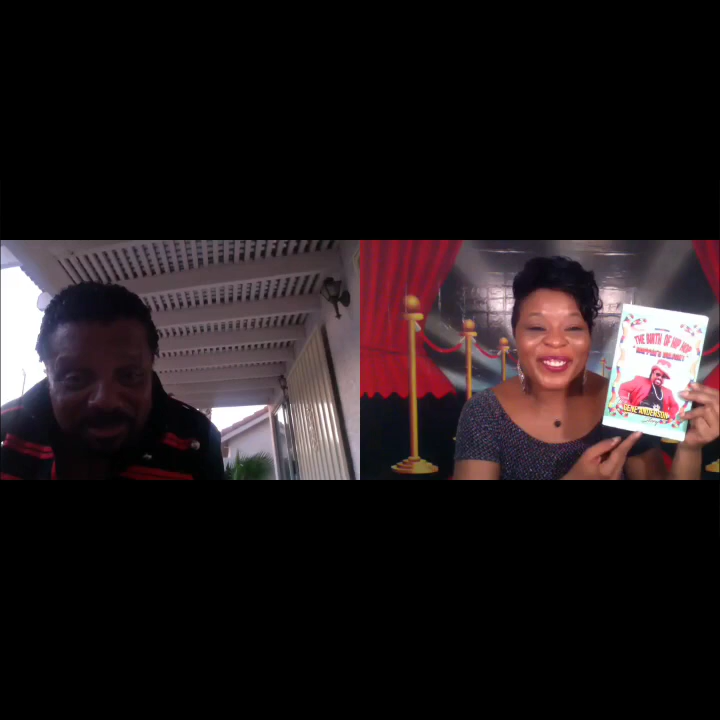 THE BIRTH OF HIP HOP
"RAPPER'S DELIGHT"
GENE ANDERSON